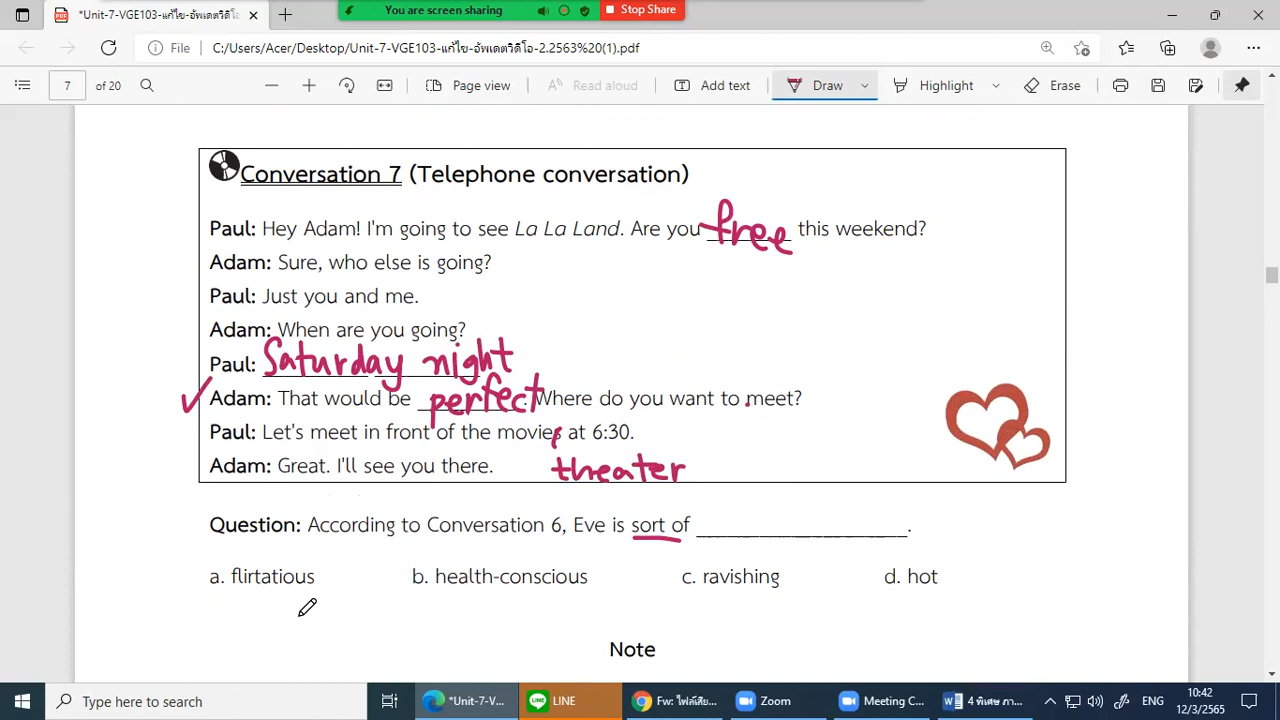 *Unit-7-VGE103-แก้ไข-อัพเดตวิดีโอ-2.2563
You are screen sharing
Stop Share
File
C:/Users/Acer/Desktop/Unit-7-VGE103-แก้ไข-อัพเดตวิดีโอ-2.2563%20(1).pdf
7 of 20
Page view
Read aloud
Add text
Draw
Highlight
Erase
Conversation 7 (Telephone conversation)
Paul: Hey Adam! I'm going to see La La Land. Are you free this weekend?
Adam: Sure, who else is going?
Paul: Just you and me.
Adam: When are you going?
Paul: Saturday night
Adam: That would be perfect. Where do you want to meet?
Paul: Let's meet in front of the movies at 6:30.
Adam: Great. I'll see you there.
theater
Question: According to Conversation 6, Eve is sort of ____________________.
a. flirtatious b. health-conscious c. ravishing d. hot
Note
Type here to search
*Unit-7-V...
LINE
Fw: ไฟล์เสีย...
Zoom
Meeting C...
4 พิเศษ ภา...
ENG
10:42
12/3/2565